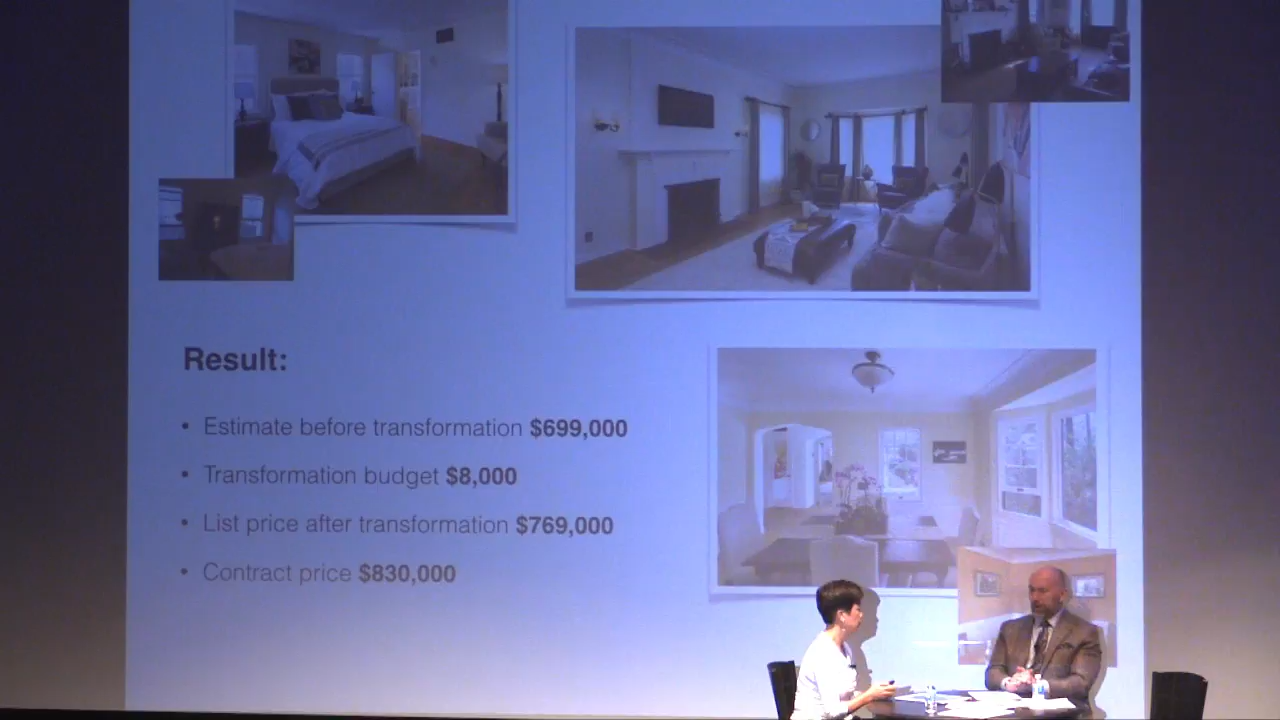 Result:
• Estimate before transformation $699,000
• Transformation budget $8,000
• List price after transformation $769,000
• Contract price $830,000